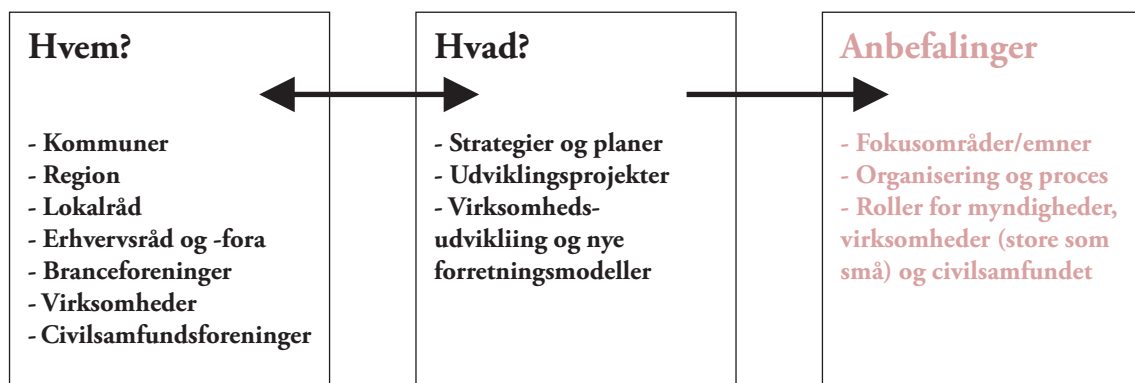 Hvem?
- Kommuner
- Region
- Lokalråd
- Erhvervsråd og -fora
- Branceforeninger
- Virksomheder
- Civilsamfundsforeninger
Hvad?
- Strategier og planer
- Udviklingsprojekter
- Virksomheds-
udvikliing og nye
forretningsmodeller
Anbefalinger
- Fokusområder/emner
- Organisering og proces
- Roller for myndigheder,
virksomheder (store som
små) og civilsamfundet